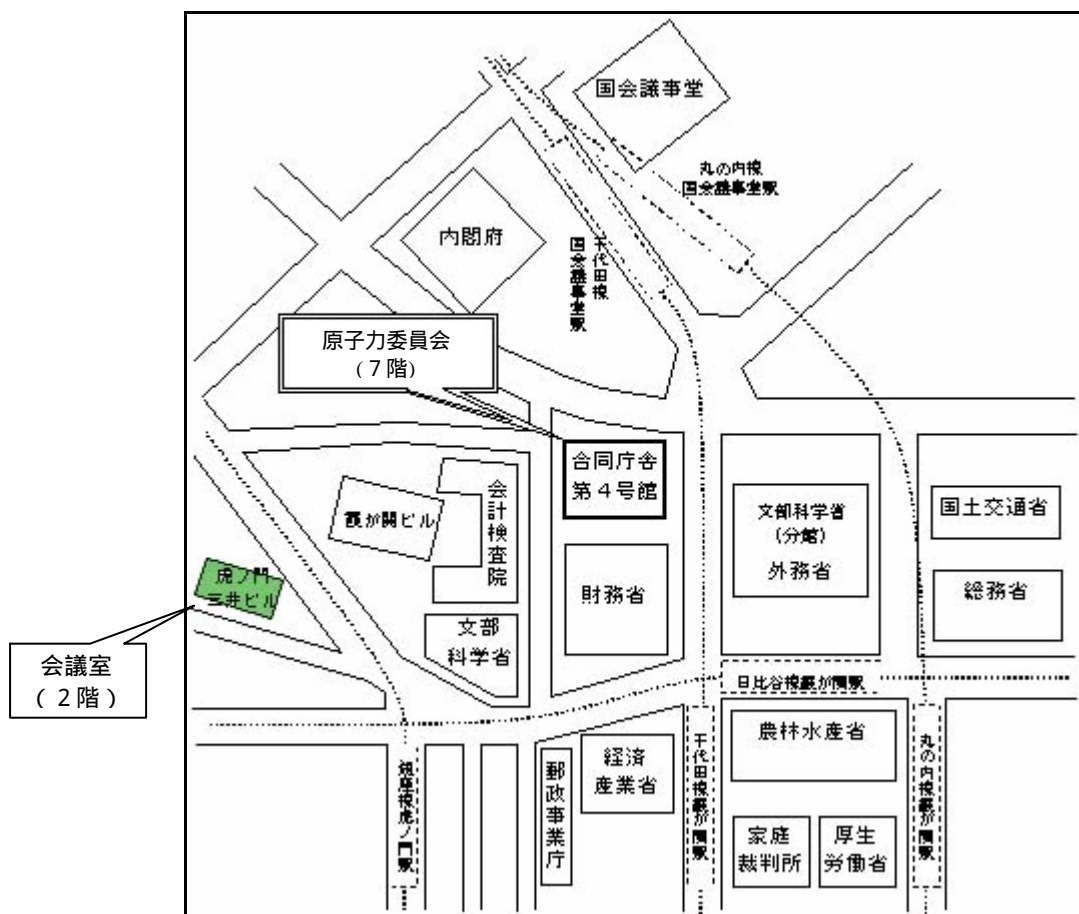 国会議事堂
丸の内線
国会議事堂駅
内閣府
千代田線
国会議事堂駅
原子力委員会
(7階)
合同庁舎
第4号館
会計検査院
霞が関ビル
文部科学省
(分館)
外務省
国土交通省
虎ノ門
三井ビル
財務省
総務省
文部
科学省
会議室
(2階)
日比谷線霞が関駅
農林水産省
経済
産業省
郵政事業庁
千代田線霞が関駅
丸の内線霞が関駅
銀座線虎ノ門駅
家庭
裁判所
厚生
労働省